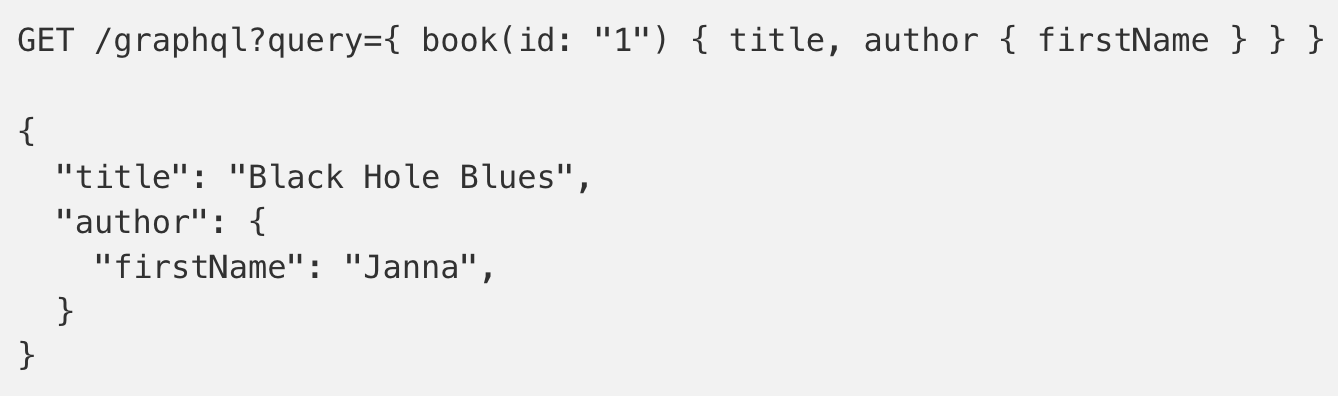 GET /graphql?query={ book(id: "1") { title, author { firstName } } }
{
  "title": "Black Hole Blues",
  "author": {
    "firstName": "Janna",
  }
}